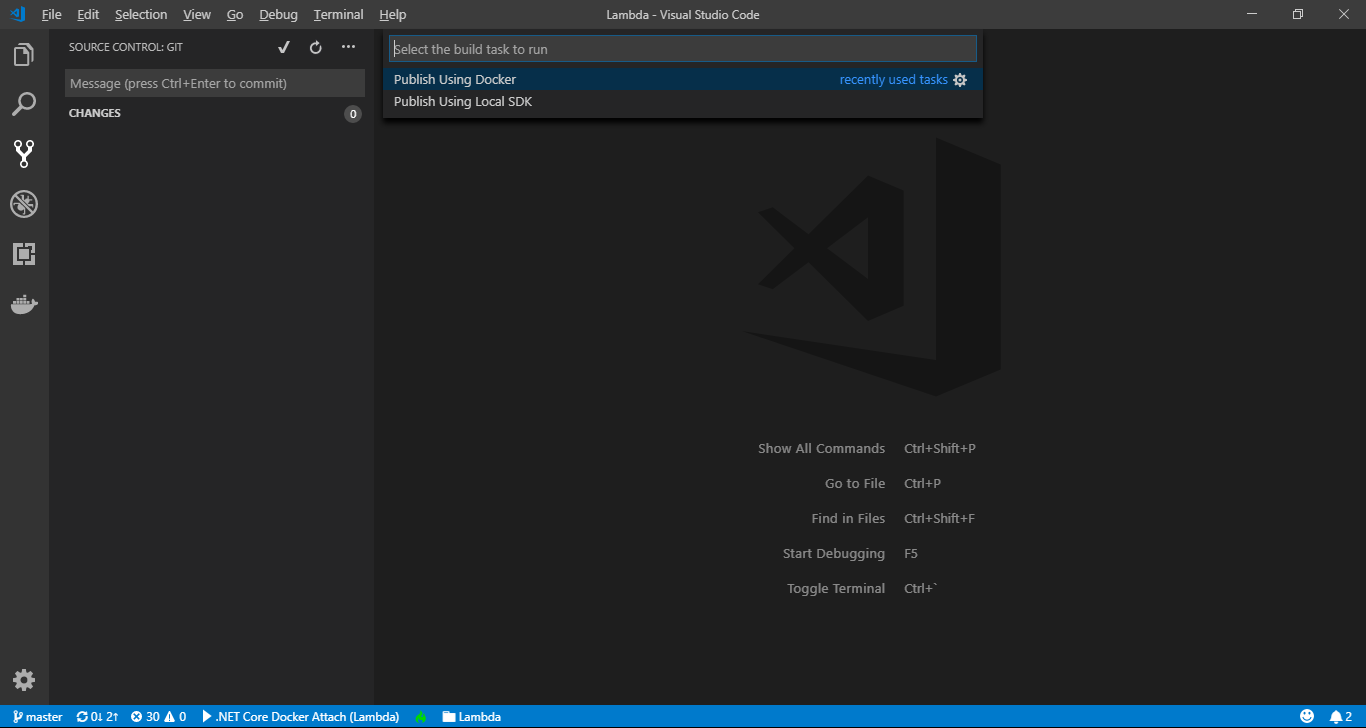 File Edit Selection View Go Debug Terminal Help
Lambda - Visual Studio Code
SOURCE CONTROL: GIT
Message (press Ctrl+Enter to commit)
CHANGES 0
Select the build task to run
Publish Using Docker recently used tasks
Publish Using Local SDK
Show All Commands Ctrl+Shift+P
Go to File Ctrl+P
Find in Files Ctrl+Shift+F
Start Debugging F5
Toggle Terminal Ctrl+`
master 0↓ 2↑ 30 0 .NET Core Docker Attach (Lambda) Lambda 2